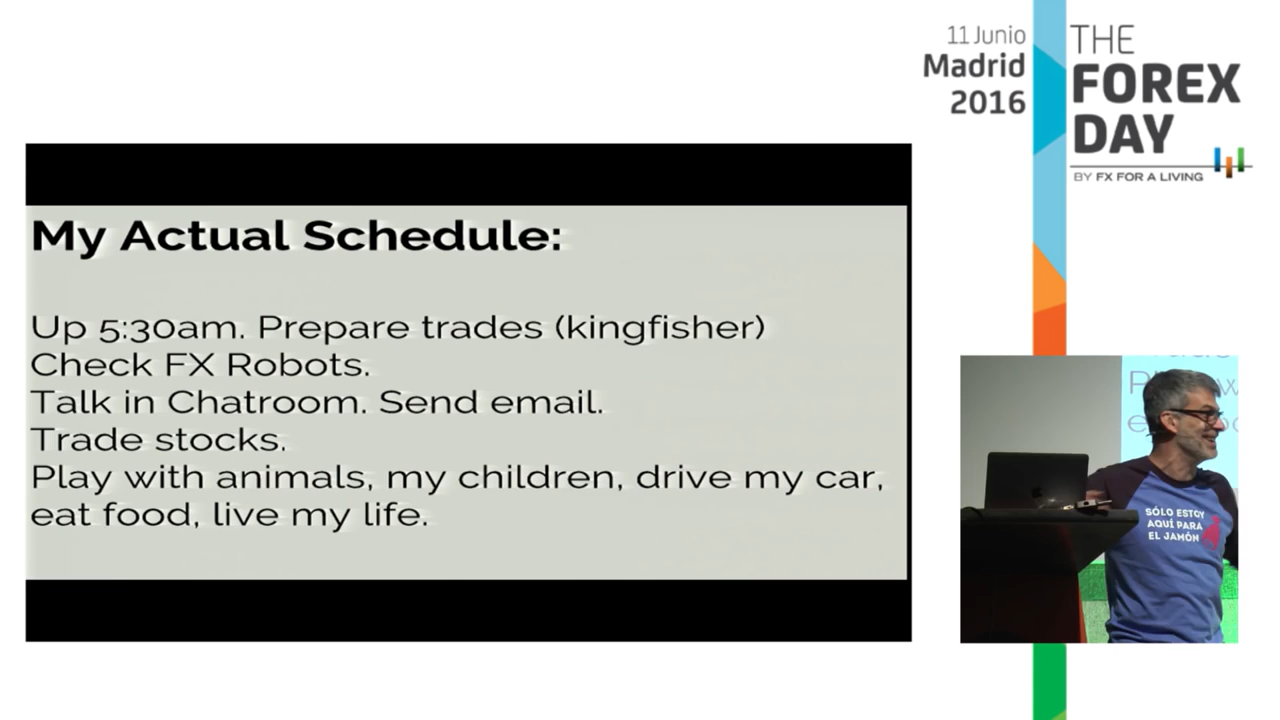 11 Junio
Madrid
2016
THE
FOREX
DAY
BY FX FOR A LIVING
My Actual Schedule:
Up 5:30am. Prepare trades (kingfisher)
Check FX Robots.
Talk in Chatroom. Send email.
Trade stocks.
Play with animals, my children, drive my car,
eat food, live my life.
SÓLO ESTOY
AQUÍ PARA
EL JAMÓN